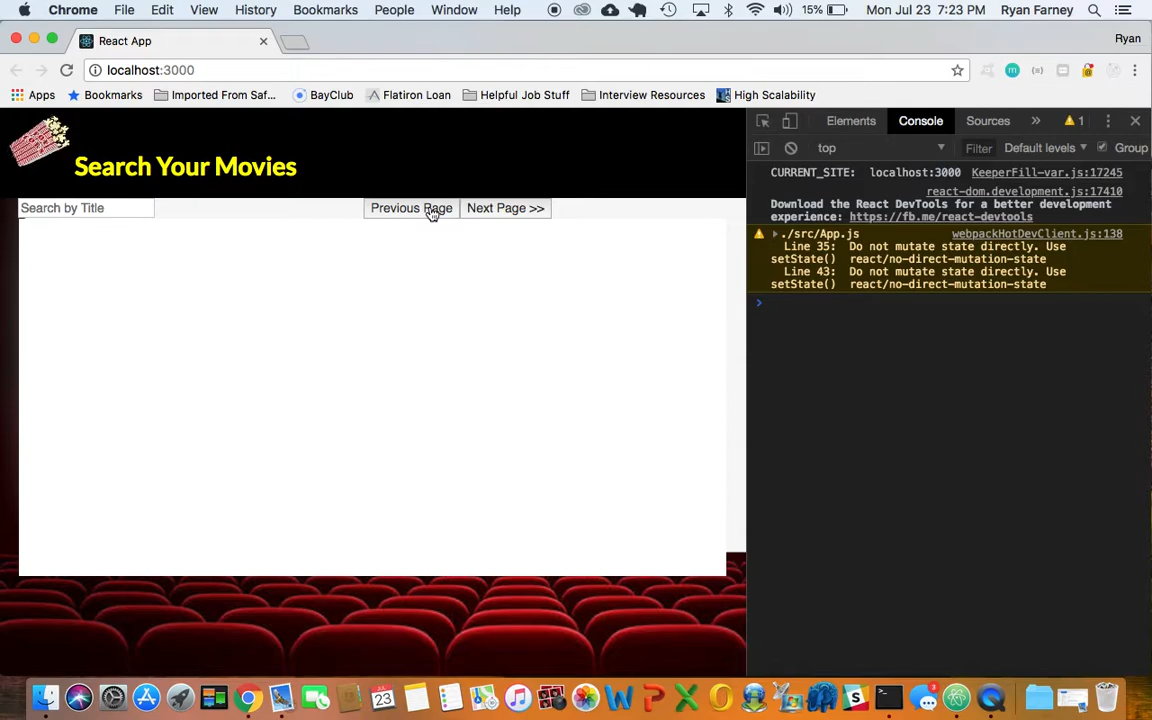 Chrome File Edit View History Bookmarks People Window Help 15% Mon Jul 23 7:23 PM Ryan Farney
React App Ryan
localhost:3000
Apps Bookmarks Imported From Saf... BayClub Flatiron Loan Helpful Job Stuff Interview Resources High Scalability
Search Your Movies
Elements Console Sources » 1
top Filter Default levels Group
CURRENT_SITE: localhost:3000 KeeperFill-var.js:17245
react-dom.development.js:17410
Download the React DevTools for a better development
experience: https://fb.me/react-devtools
./src/App.js webpackHotDevClient.js:138
Line 35: Do not mutate state directly. Use
setState() react/no-direct-mutation-state
Line 43: Do not mutate state directly. Use
setState() react/no-direct-mutation-state
Search by Title Previous Page Next Page >>
23
3